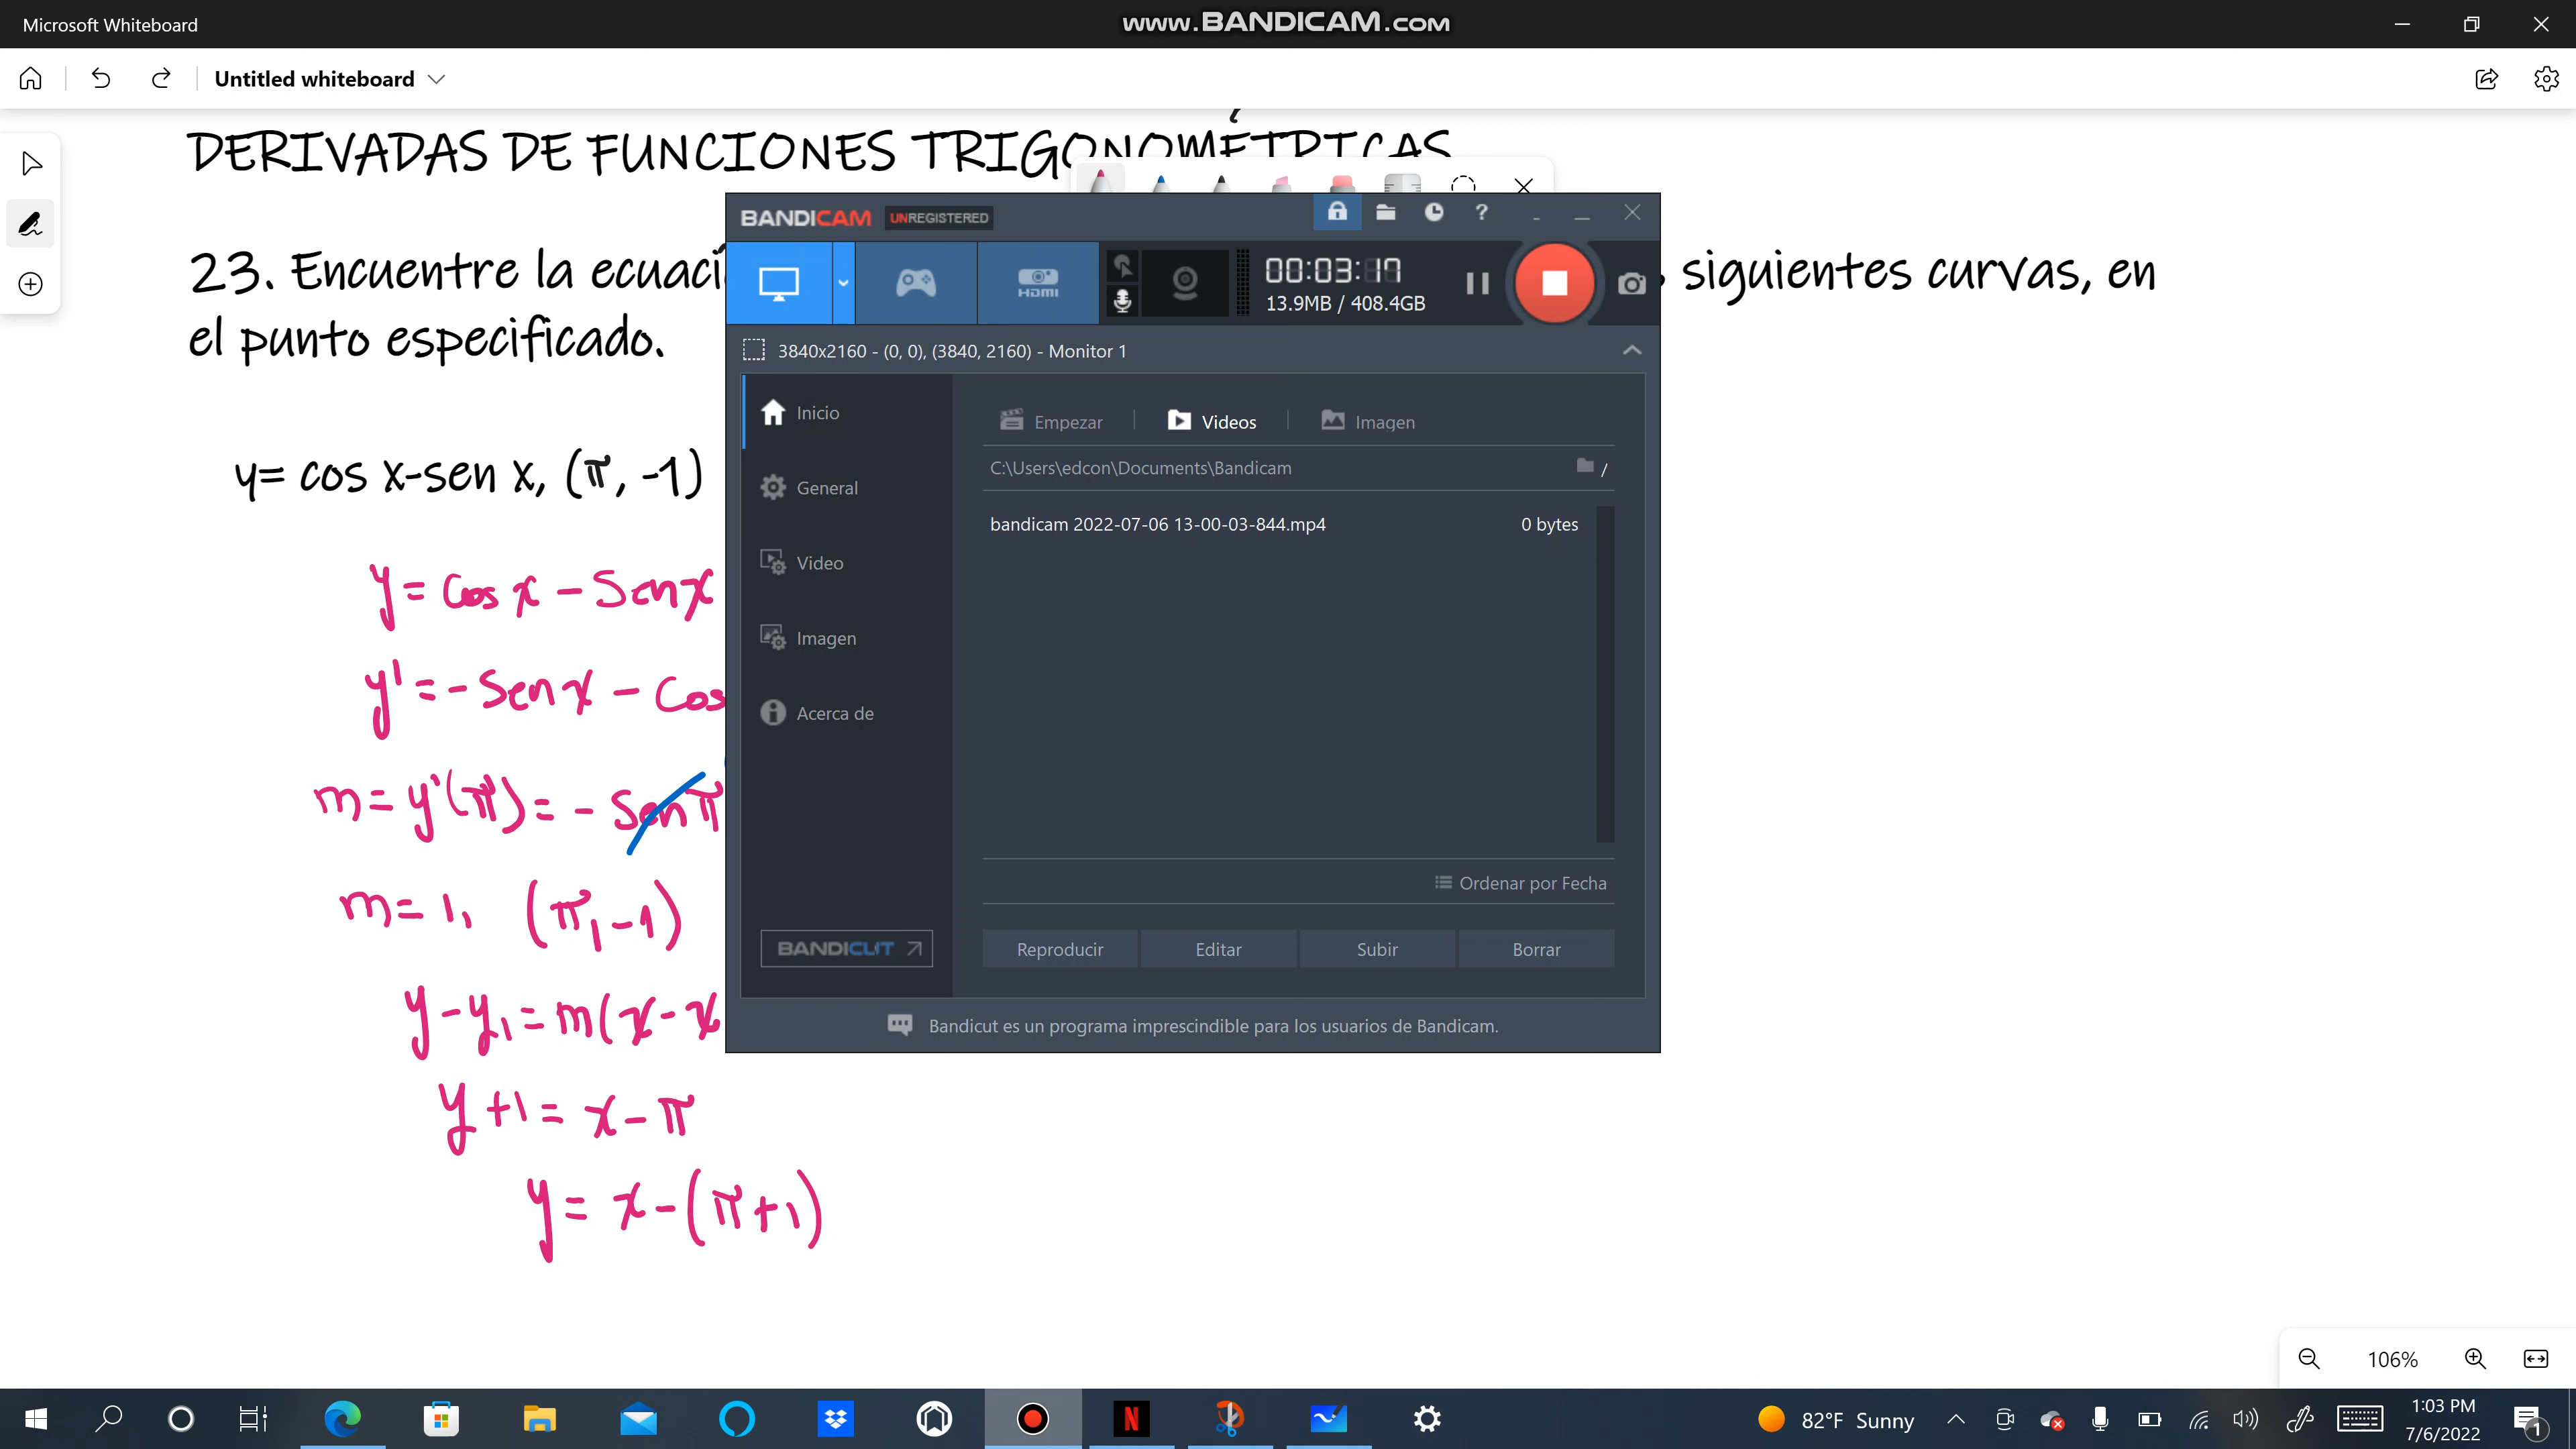 Microsoft Whiteboard
www.BANDICAM.com
Untitled whiteboard
DERIVADAS DE FUNCIONES TRIGONOMÉTRICAS
BANDICAM UNREGISTERED
?
HDMI
00:03:17
13.9MB / 408.4GB
23. Encuentre la ecuaci
siguientes curvas, en
el punto especificado.
3840x2160 - (0, 0), (3840, 2160) - Monitor 1
Inicio
General
Video
Imagen
Acerca de
BANDICUT
Empezar
Videos
Imagen
C:\Users\edcon\Documents\Bandicam
/
bandicam 2022-07-06 13-00-03-844.mp4 0 bytes
Ordenar por Fecha
Reproducir Editar Subir Borrar
Bandicut es un programa imprescindible para los usuarios de Bandicam.
y= cos x-sen x, (π, -1)
y = cos x - sen x
y' = - sen x - cos
m = y'(π) = - sen π
m = 1, (π, -1)
y - y₁ = m(x - x
y + 1 = x - π
y = x - (π + 1)
106%
82°F Sunny
1:03 PM
7/6/2022
1